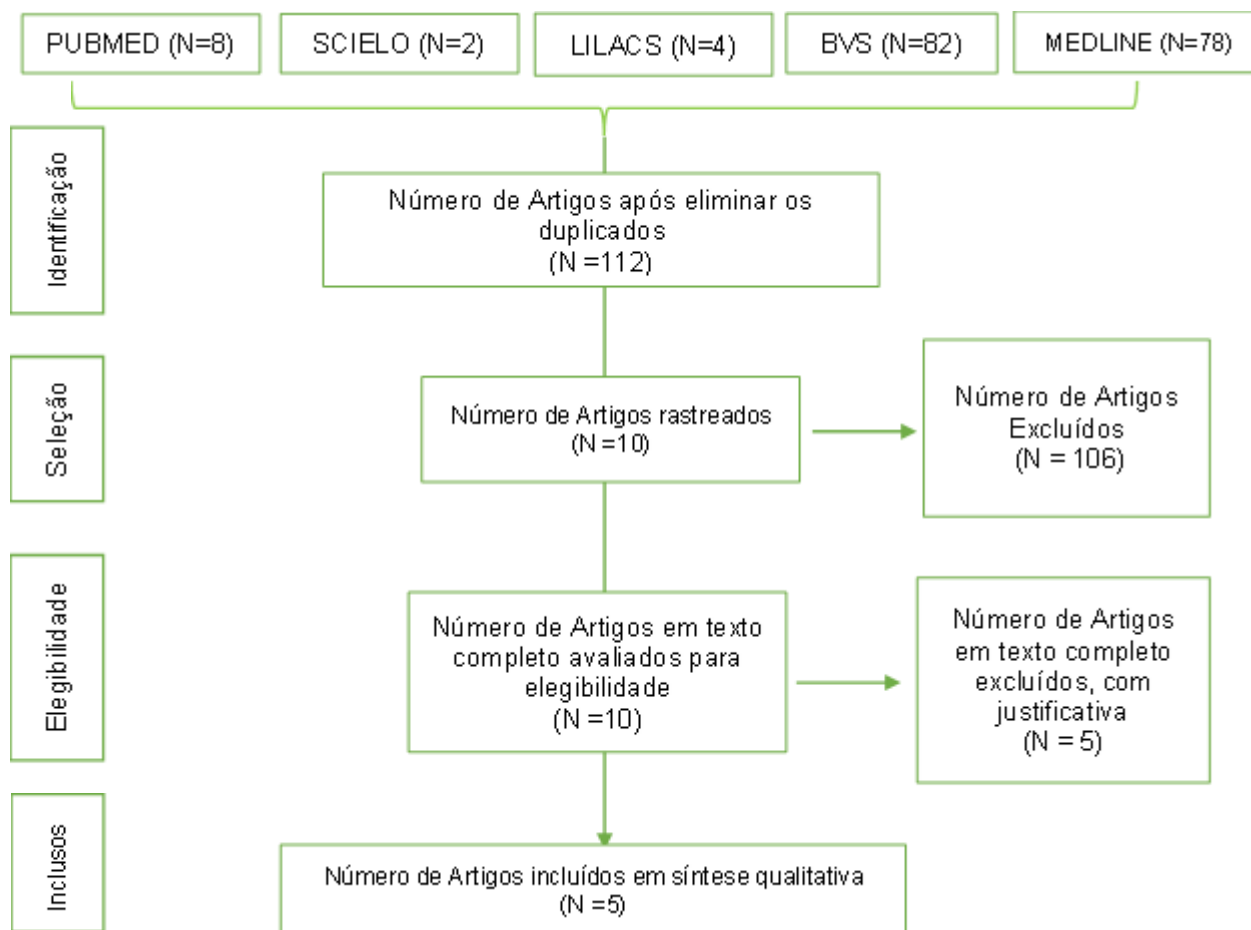 PUBMED (N=8)
SCIELO (N=2)
LILACS (N=4)
BVS (N=82)
MEDLINE (N=78)
Identificação
Número de Artigos após eliminar os
duplicados
(N =112)
Seleção
Número de Artigos rastreados
(N =10)
Número de Artigos
Excluídos
(N = 106)
Elegibilidade
Número de Artigos em texto
completo avaliados para
elegibilidade
(N =10)
Número de Artigos
em texto completo
excluídos, com
justificativa
(N = 5)
Inclusos
Número de Artigos incluídos em síntese qualitativa
(N =5)